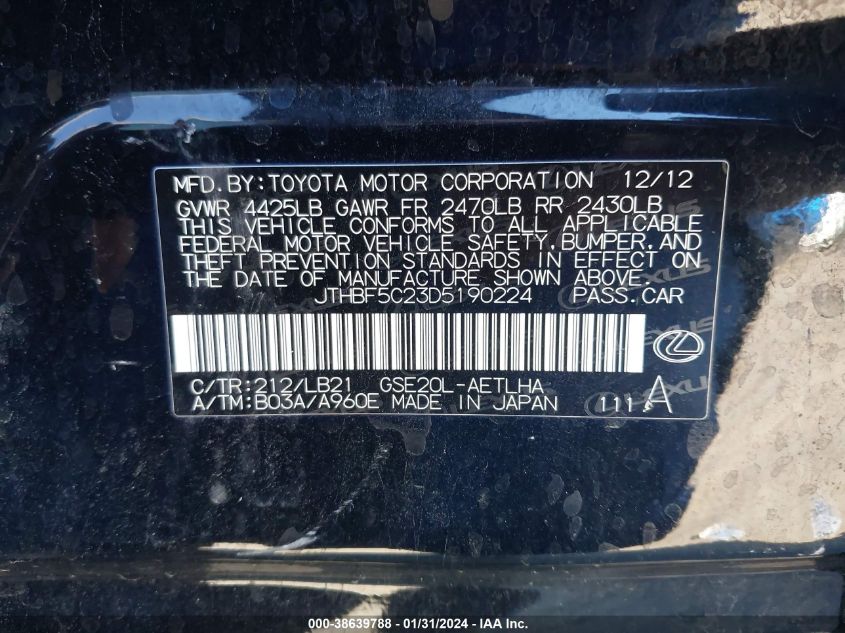 MFD. BY: TOYOTA MOTOR CORPORATION 12/12
GVWR 4425LB GAWR FR 2470LB RR 2430LB
THIS VEHICLE CONFORMS TO ALL APPLICABLE
FEDERAL MOTOR VEHICLE SAFETY, BUMPER, AND
THEFT PREVENTION STANDARDS IN EFFECT ON
THE DATE OF MANUFACTURE SHOWN ABOVE.
JTHBF5C23D5190224 PASS. CAR
C/TR: 212/LB21 GSE20L-AETLHA
A/TM: B03A/A960E MADE IN JAPAN 111 A
LEXUS
000-38639788 - 01/31/2024 - IAA Inc.